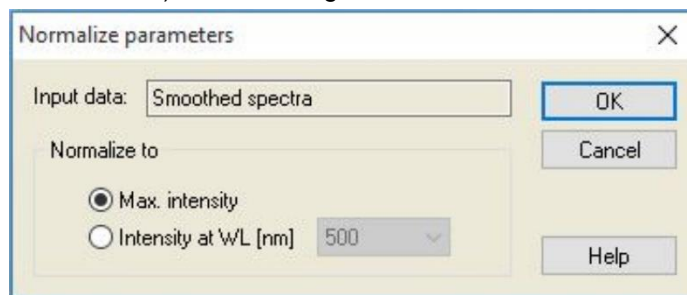 Normalize parameters
Input data: Smoothed spectra
OK
Normalize to
Cancel
Max. intensity
Intensity at WL [nm] 500
Help